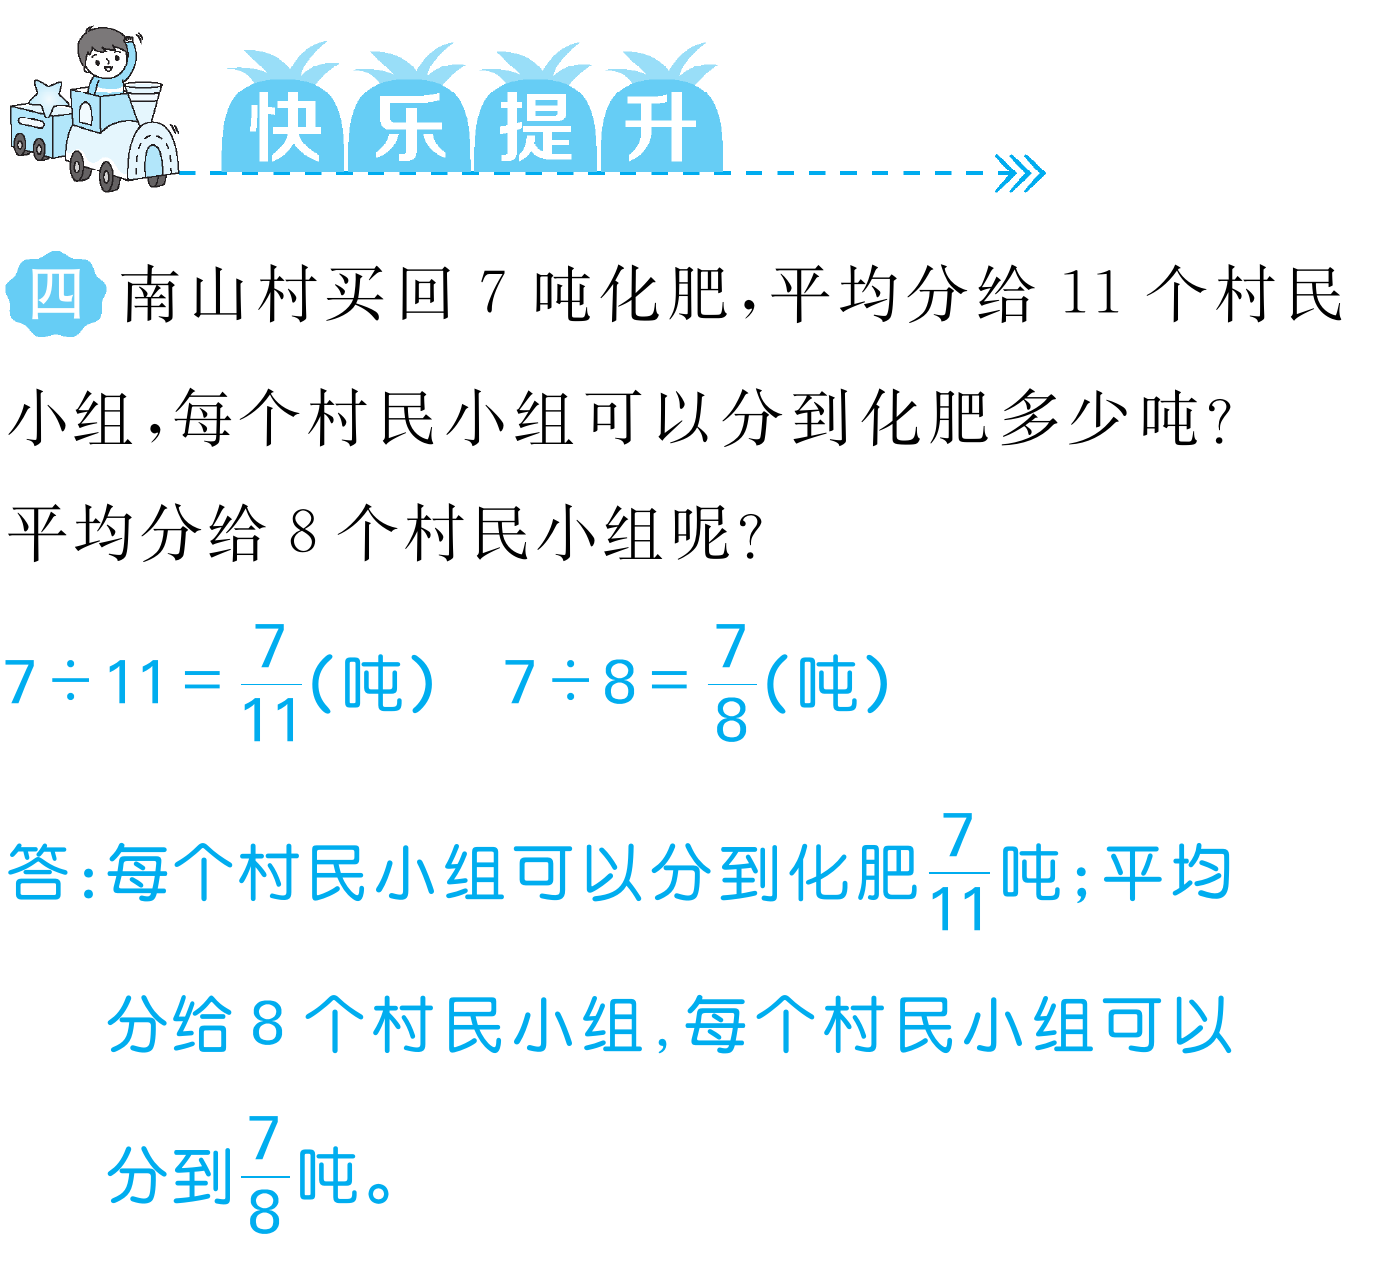 快乐提升
四 南山村买回 7 吨化肥,平均分给 11 个村民
小组,每个村民小组可以分到化肥多少吨?
平均分给 8 个村民小组呢?
7÷11=7/11(吨) 7÷8=7/8(吨)
答:每个村民小组可以分到化肥7/11吨;平均
分给 8 个村民小组,每个村民小组可以
分到7/8吨。